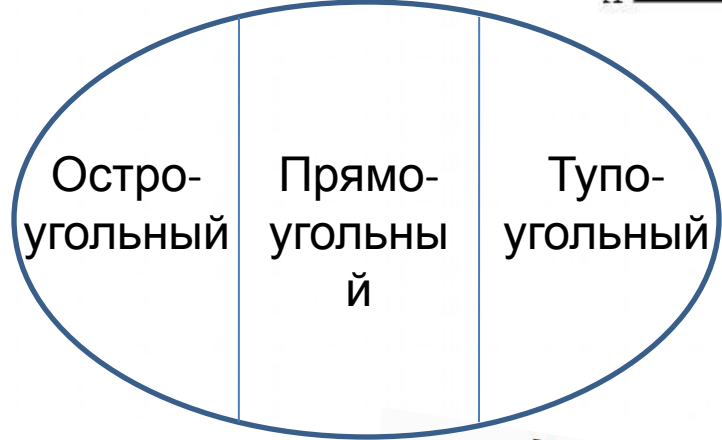 Остро-
угольный
Прямо-
угольны
й
Тупо-
угольный